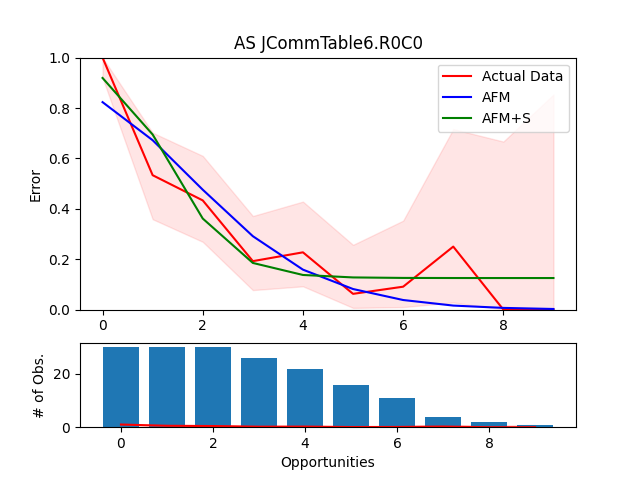 AS JCommTable6.R0C0
1.0
0.8
0.6
0.4
0.2
0.0
Error
Actual Data
AFM
AFM+S
0 2 4 6 8
20
0
# of Obs.
0 2 4 6 8
Opportunities